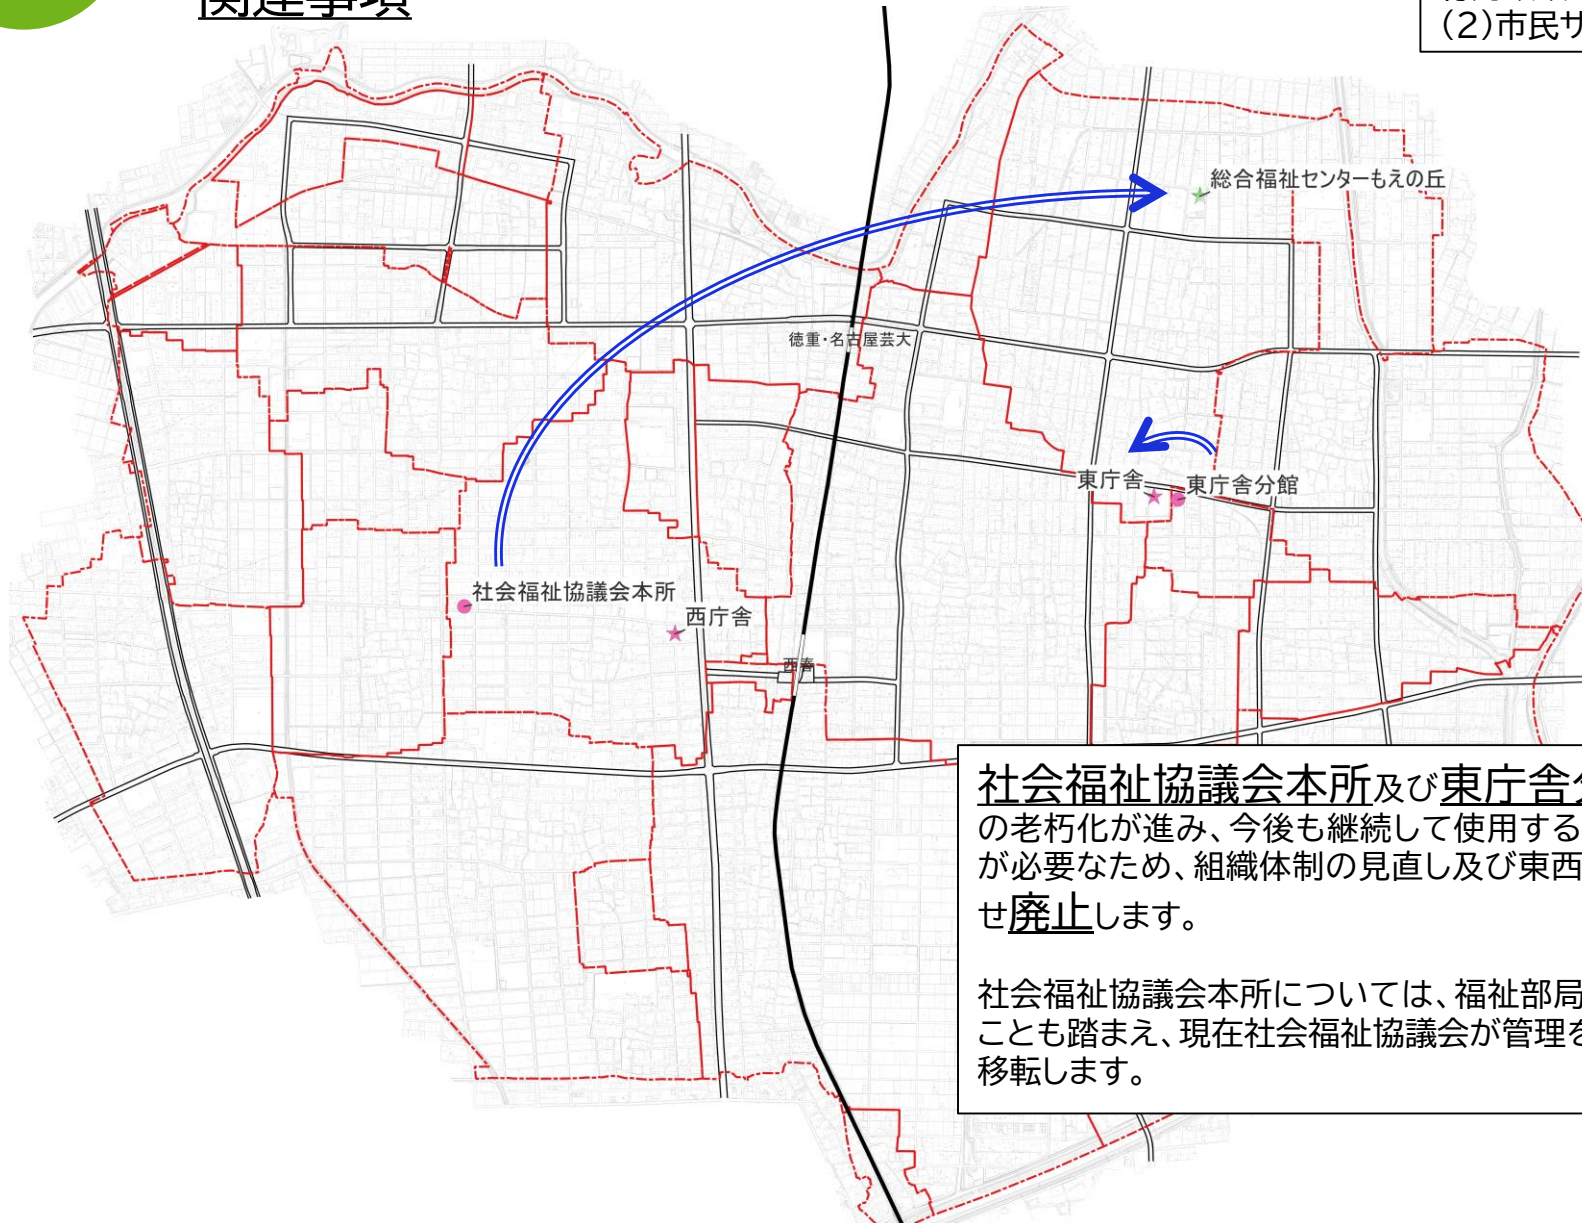 関連事項
(2)市民サ
総合福祉センターもえの丘
徳重・名古屋芸大
東庁舎
東庁舎分館
社会福祉協議会本所
西庁舎
西春
社会福祉協議会本所及び東庁舎分
の老朽化が進み、今後も継続して使用する
が必要なため、組織体制の見直し及び東西
せ廃止します。
社会福祉協議会本所については、福祉部局
ことも踏まえ、現在社会福祉協議会が管理を
移転します。